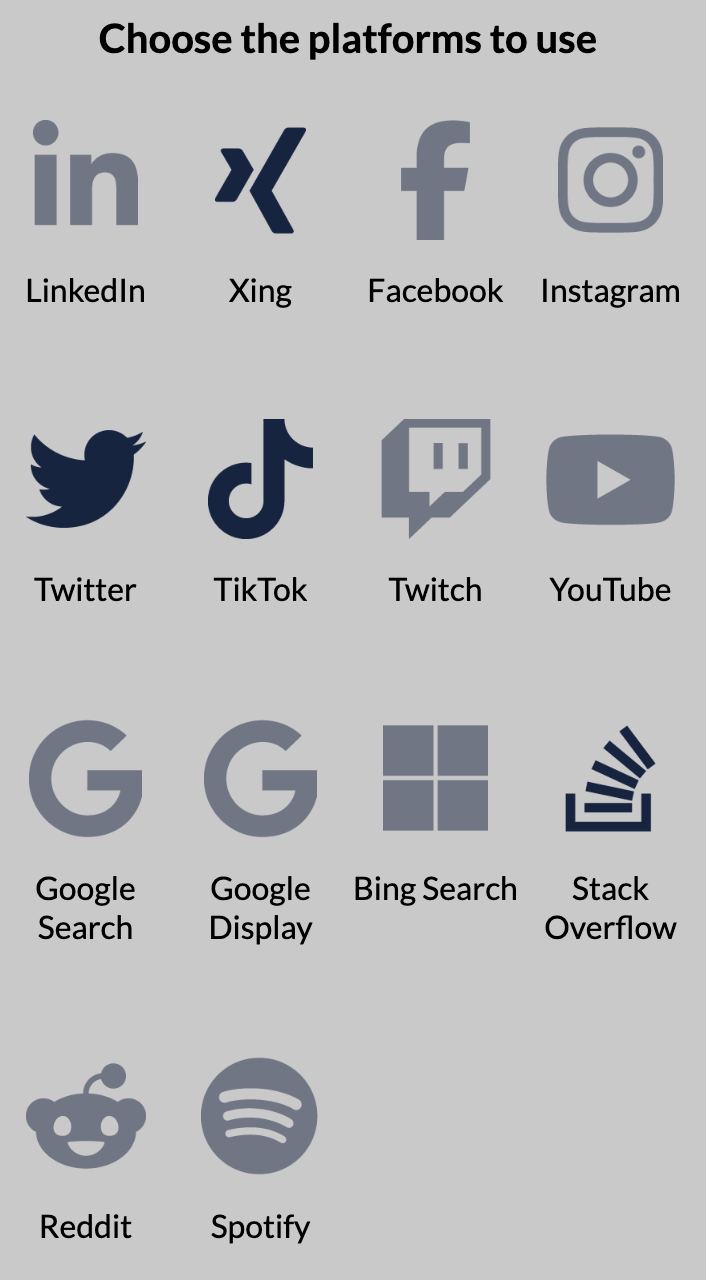 Choose the platforms to use
in
LinkedIn
Xing
Facebook
Instagram
Twitter
TikTok
Twitch
YouTube
Google
Search
Google
Display
Bing Search
Stack
Overflow
Reddit
Spotify